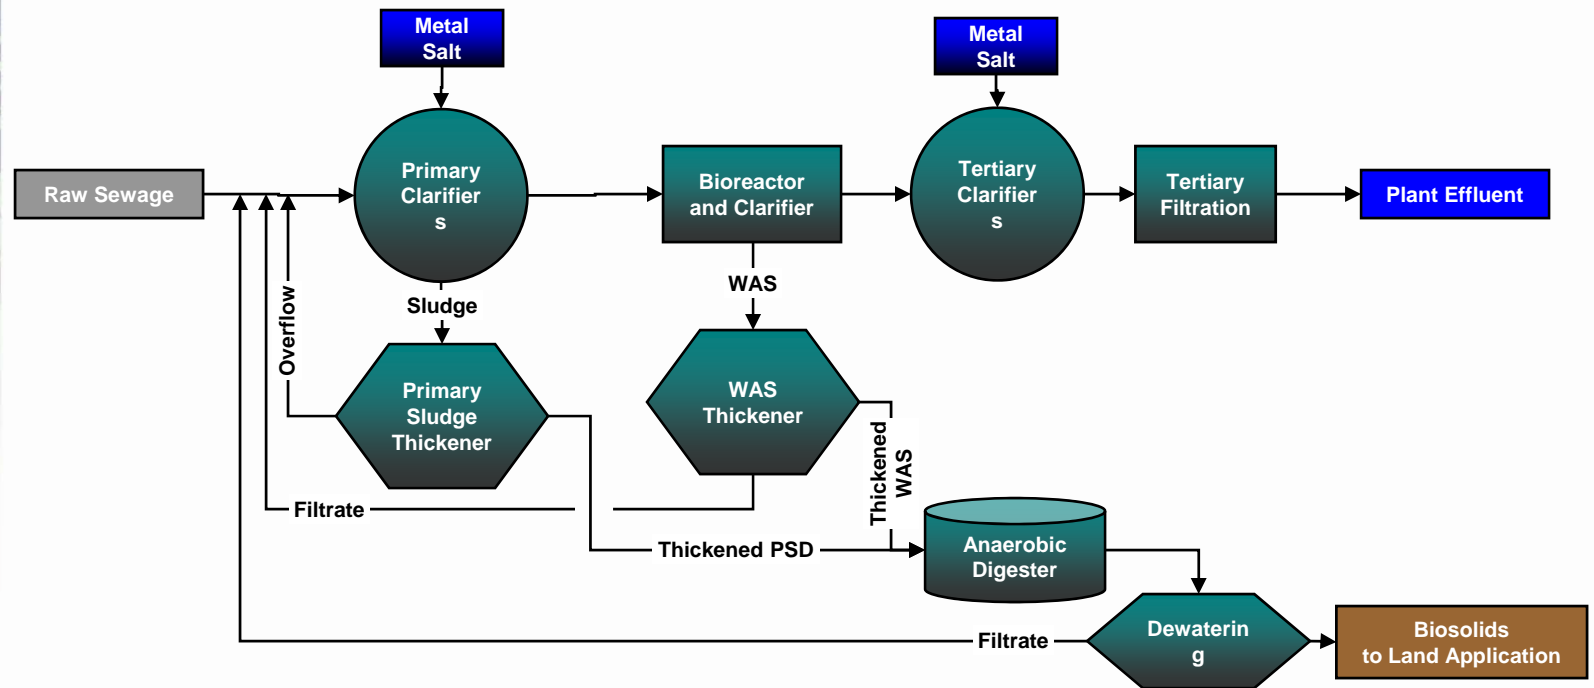 Metal
Salt
Metal
Salt
Raw Sewage
Primary
Clarifier
s
Bioreactor
and Clarifier
Tertiary
Clarifier
s
Tertiary
Filtration
Plant Effluent
Sludge
WAS
Overflow
Primary
Sludge
Thickener
WAS
Thickener
Thickened
WAS
Filtrate
Thickened PSD
Anaerobic
Digester
Filtrate
Dewaterin
g
Biosolids
to Land Application